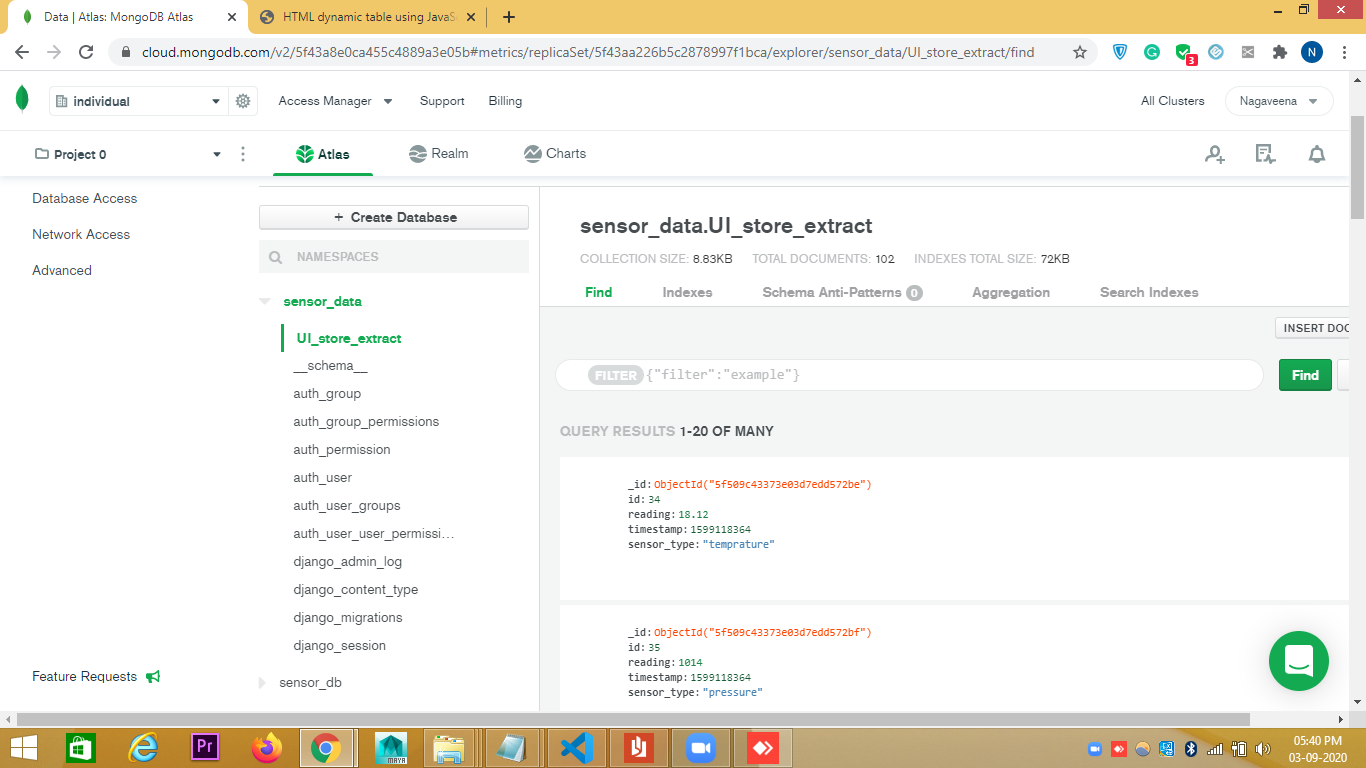 Data | Atlas: MongoDB Atlas
HTML dynamic table using JavaS
cloud.mongodb.com/v2/5f43a8e0ca455c4889a3e05b#metrics/replicaSet/5f43aa226b5c2878997f1bca/explorer/sensor_data/UI_store_extract/find
3
N
individual
Access Manager
Support
Billing
All Clusters
Nagaveena
Project 0
Atlas
Realm
Charts
Database Access
Network Access
Advanced
Feature Requests
+ Create Database
NAMESPACES
sensor_data
UI_store_extract
__schema__
auth_group
auth_group_permissions
auth_permission
auth_user
auth_user_groups
auth_user_user_permissi...
django_admin_log
django_content_type
django_migrations
django_session
sensor_db
sensor_data.UI_store_extract
COLLECTION SIZE: 8.83KB TOTAL DOCUMENTS: 102 INDEXES TOTAL SIZE: 72KB
Find Indexes Schema Anti-Patterns 0 Aggregation Search Indexes
INSERT DOC
FILTER {"filter":"example"}
Find
QUERY RESULTS 1-20 OF MANY
_id: ObjectId("5f509c43373e03d7edd572be")
id: 34
reading: 18.12
timestamp: 1599118364
sensor_type: "temprature"
_id: ObjectId("5f509c43373e03d7edd572bf")
id: 35
reading: 1014
timestamp: 1599118364
sensor_type: "pressure"
Pr
MAYA
05:40 PM
03-09-2020